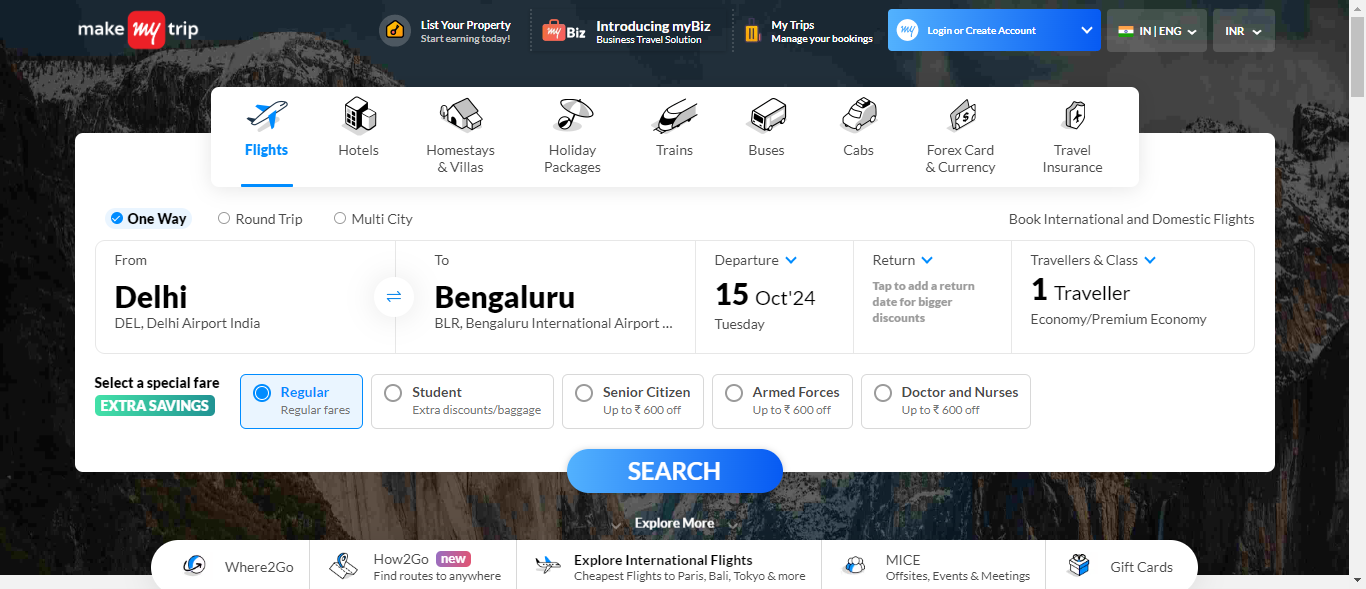 make my trip
List Your Property
Start earning today!
my Biz
Introducing myBiz
Business Travel Solution
My Trips
Manage your bookings
my
Login or Create Account
IN | ENG
INR
Flights
Hotels
Homestays
& Villas
Holiday
Packages
Trains
Buses
Cabs
Forex Card
& Currency
Travel
Insurance
One Way
Round Trip
Multi City
Book International and Domestic Flights
From
Delhi
DEL, Delhi Airport India
To
Bengaluru
BLR, Bengaluru International Airport ...
Departure
15 Oct'24
Tuesday
Return
Tap to add a return
date for bigger
discounts
Travellers & Class
1 Traveller
Economy/Premium Economy
Select a special fare
EXTRA SAVINGS
Regular
Regular fares
Student
Extra discounts/baggage
Senior Citizen
Up to ₹ 600 off
Armed Forces
Up to ₹ 600 off
Doctor and Nurses
Up to ₹ 600 off
SEARCH
Explore More
Where2Go
How2Go new
Find routes to anywhere
Explore International Flights
Cheapest Flights to Paris, Bali, Tokyo & more
MICE
Offsites, Events & Meetings
Gift Cards